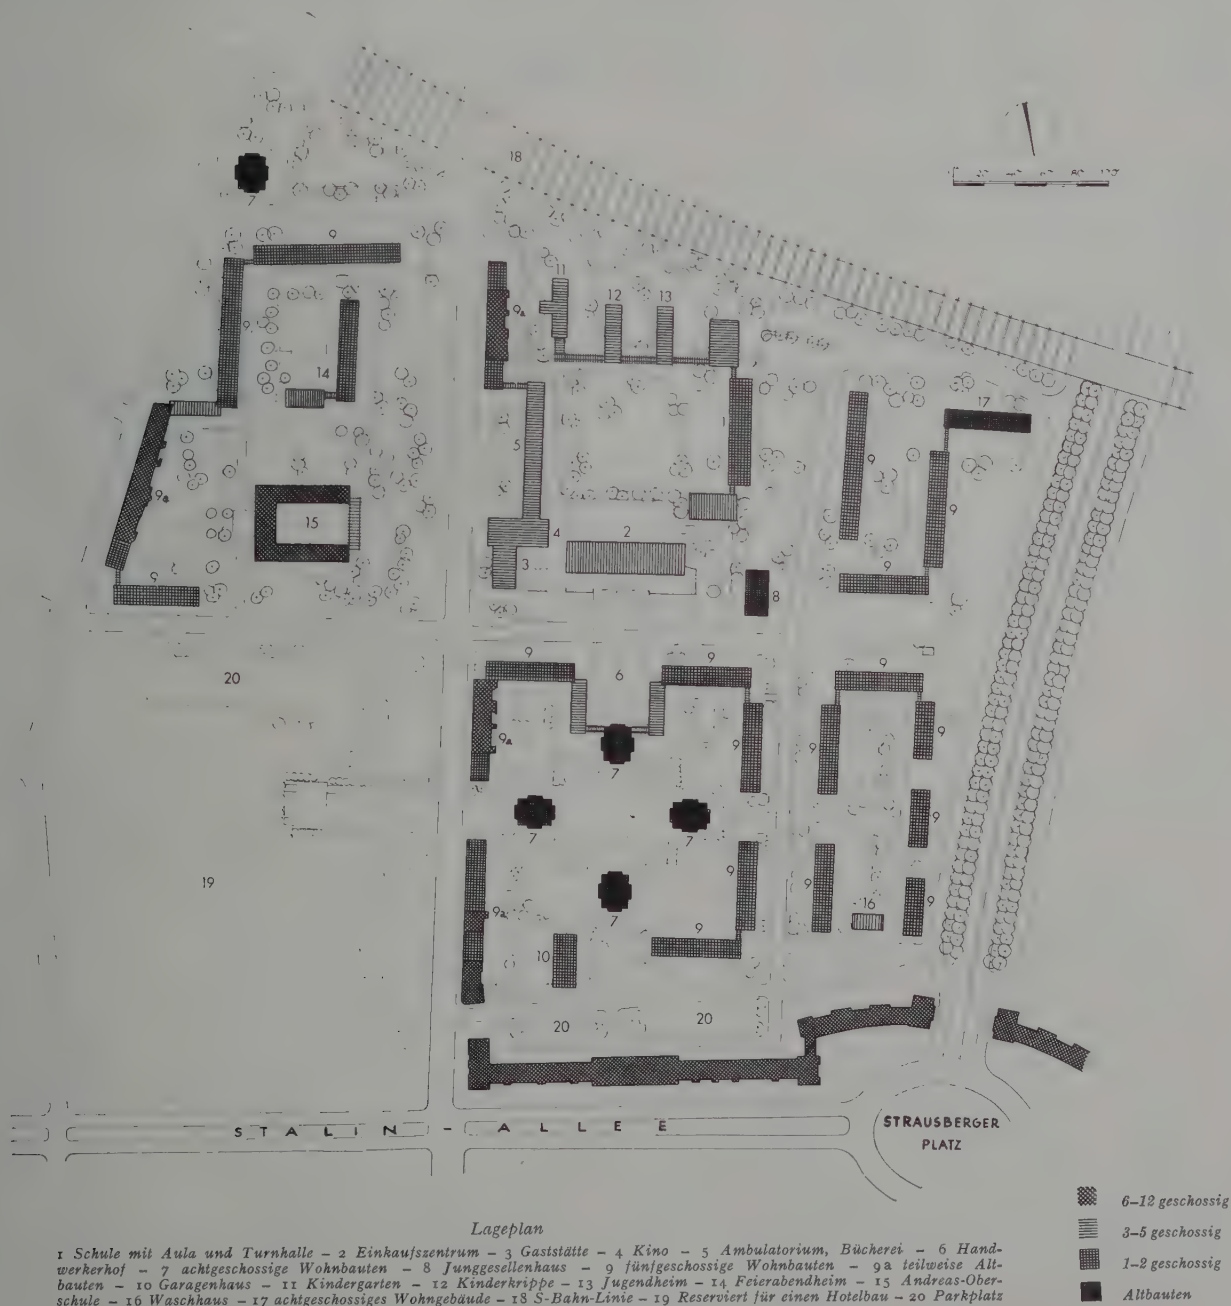 18
7
9
11
12 13
9
9a
14
1
5
17
9
9
9a
15
4
2
3
9
9
8
9 9 9
6
20
9a
9
9
9
7
7
7
9
19
9
9
7
9a
16
9
9
10
20 20
STALIN - ALLEE
STRAUSBERGER
PLATZ
6–12 geschossig
3–5 geschossig
1–2 geschossig
Altbauten
Lageplan
1 Schule mit Aula und Turnhalle – 2 Einkaufszentrum – 3 Gaststätte – 4 Kino – 5 Ambulatorium, Bücherei – 6 Hand-
werkerhof – 7 achtgeschossige Wohnbauten – 8 Junggesellenhaus – 9 fünfgeschossige Wohnbauten – 9a teilweise Alt-
bauten – 10 Garagenhaus – 11 Kindergarten – 12 Kinderkrippe – 13 Jugendheim – 14 Feierabendheim – 15 Andreas-Ober-
schule – 16 Waschhaus – 17 achtgeschossiges Wohngebäude – 18 S-Bahn-Linie – 19 Reserviert für einen Hotelbau – 20 Parkplatz